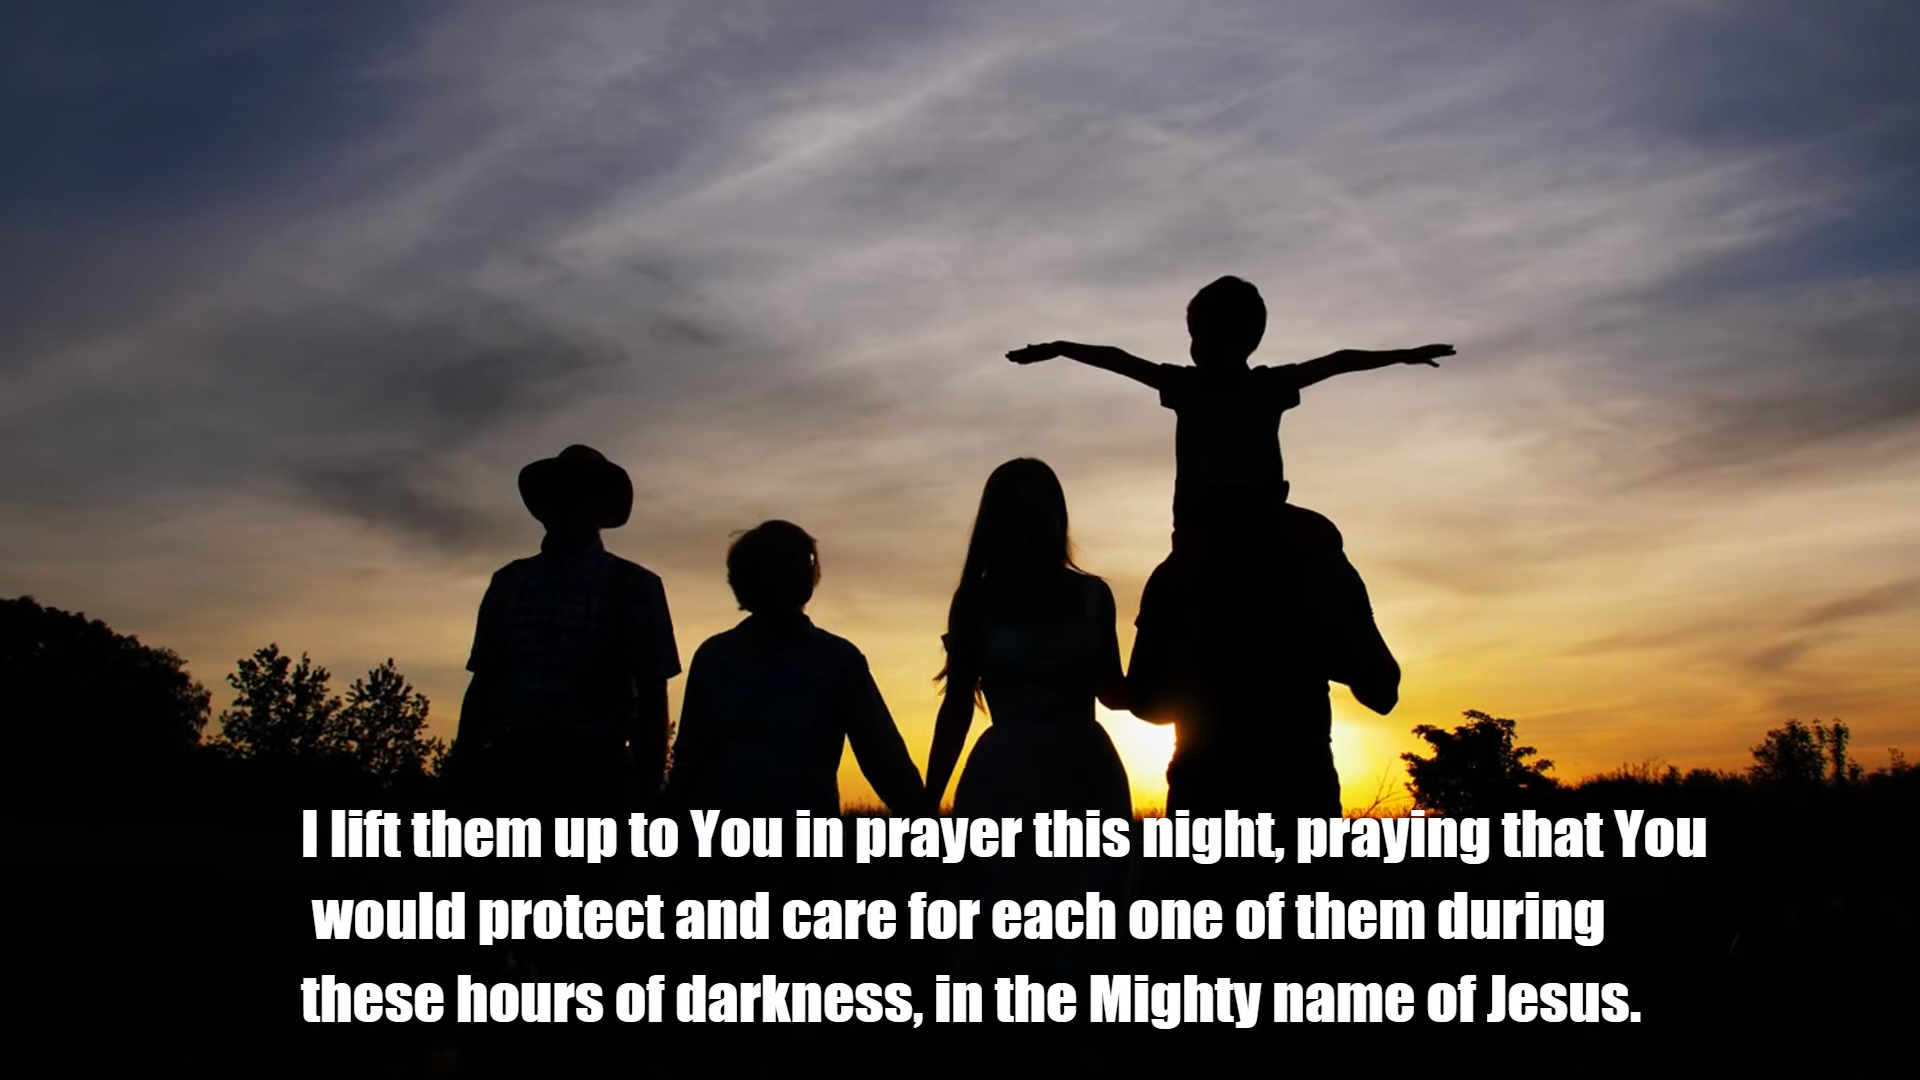 I lift them up to You in prayer this night, praying that You
would protect and care for each one of them during
these hours of darkness, in the Mighty name of Jesus.